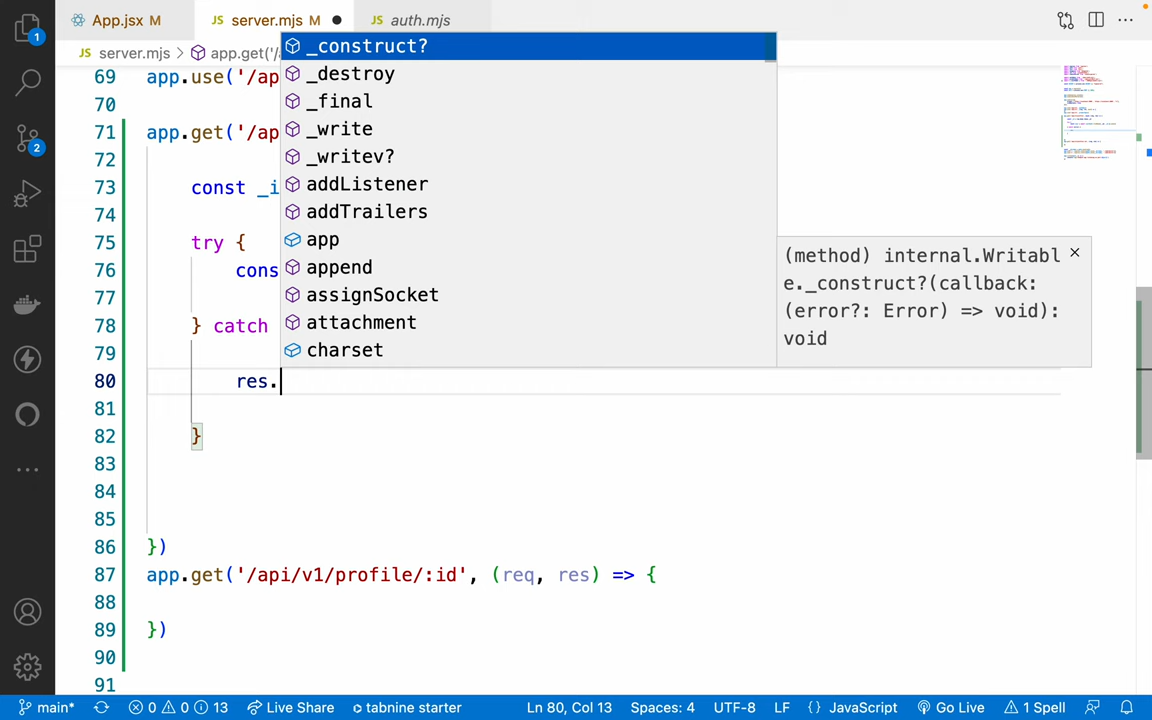 App.jsx M
JS server.mjs M
JS auth.mjs
JS server.mjs > app.get('/
69 app.use('/ap
70
71 app.get('/ap
72
73 const _i
74
75 try {
76 cons
77
78 } catch
79
80 res.
81
82 }
83
84
85
86 })
87 app.get('/api/v1/profile/:id', (req, res) => {
88
89 })
90
91
_construct?
_destroy
_final
_write
_writev?
addListener
addTrailers
app
append
assignSocket
attachment
charset
(method) internal.Writabl
e._construct?(callback:
(error?: Error) => void):
void
1
2
main*
0 0 13
Live Share
tabnine starter
Ln 80, Col 13
Spaces: 4
UTF-8
LF
{} JavaScript
Go Live
1 Spell